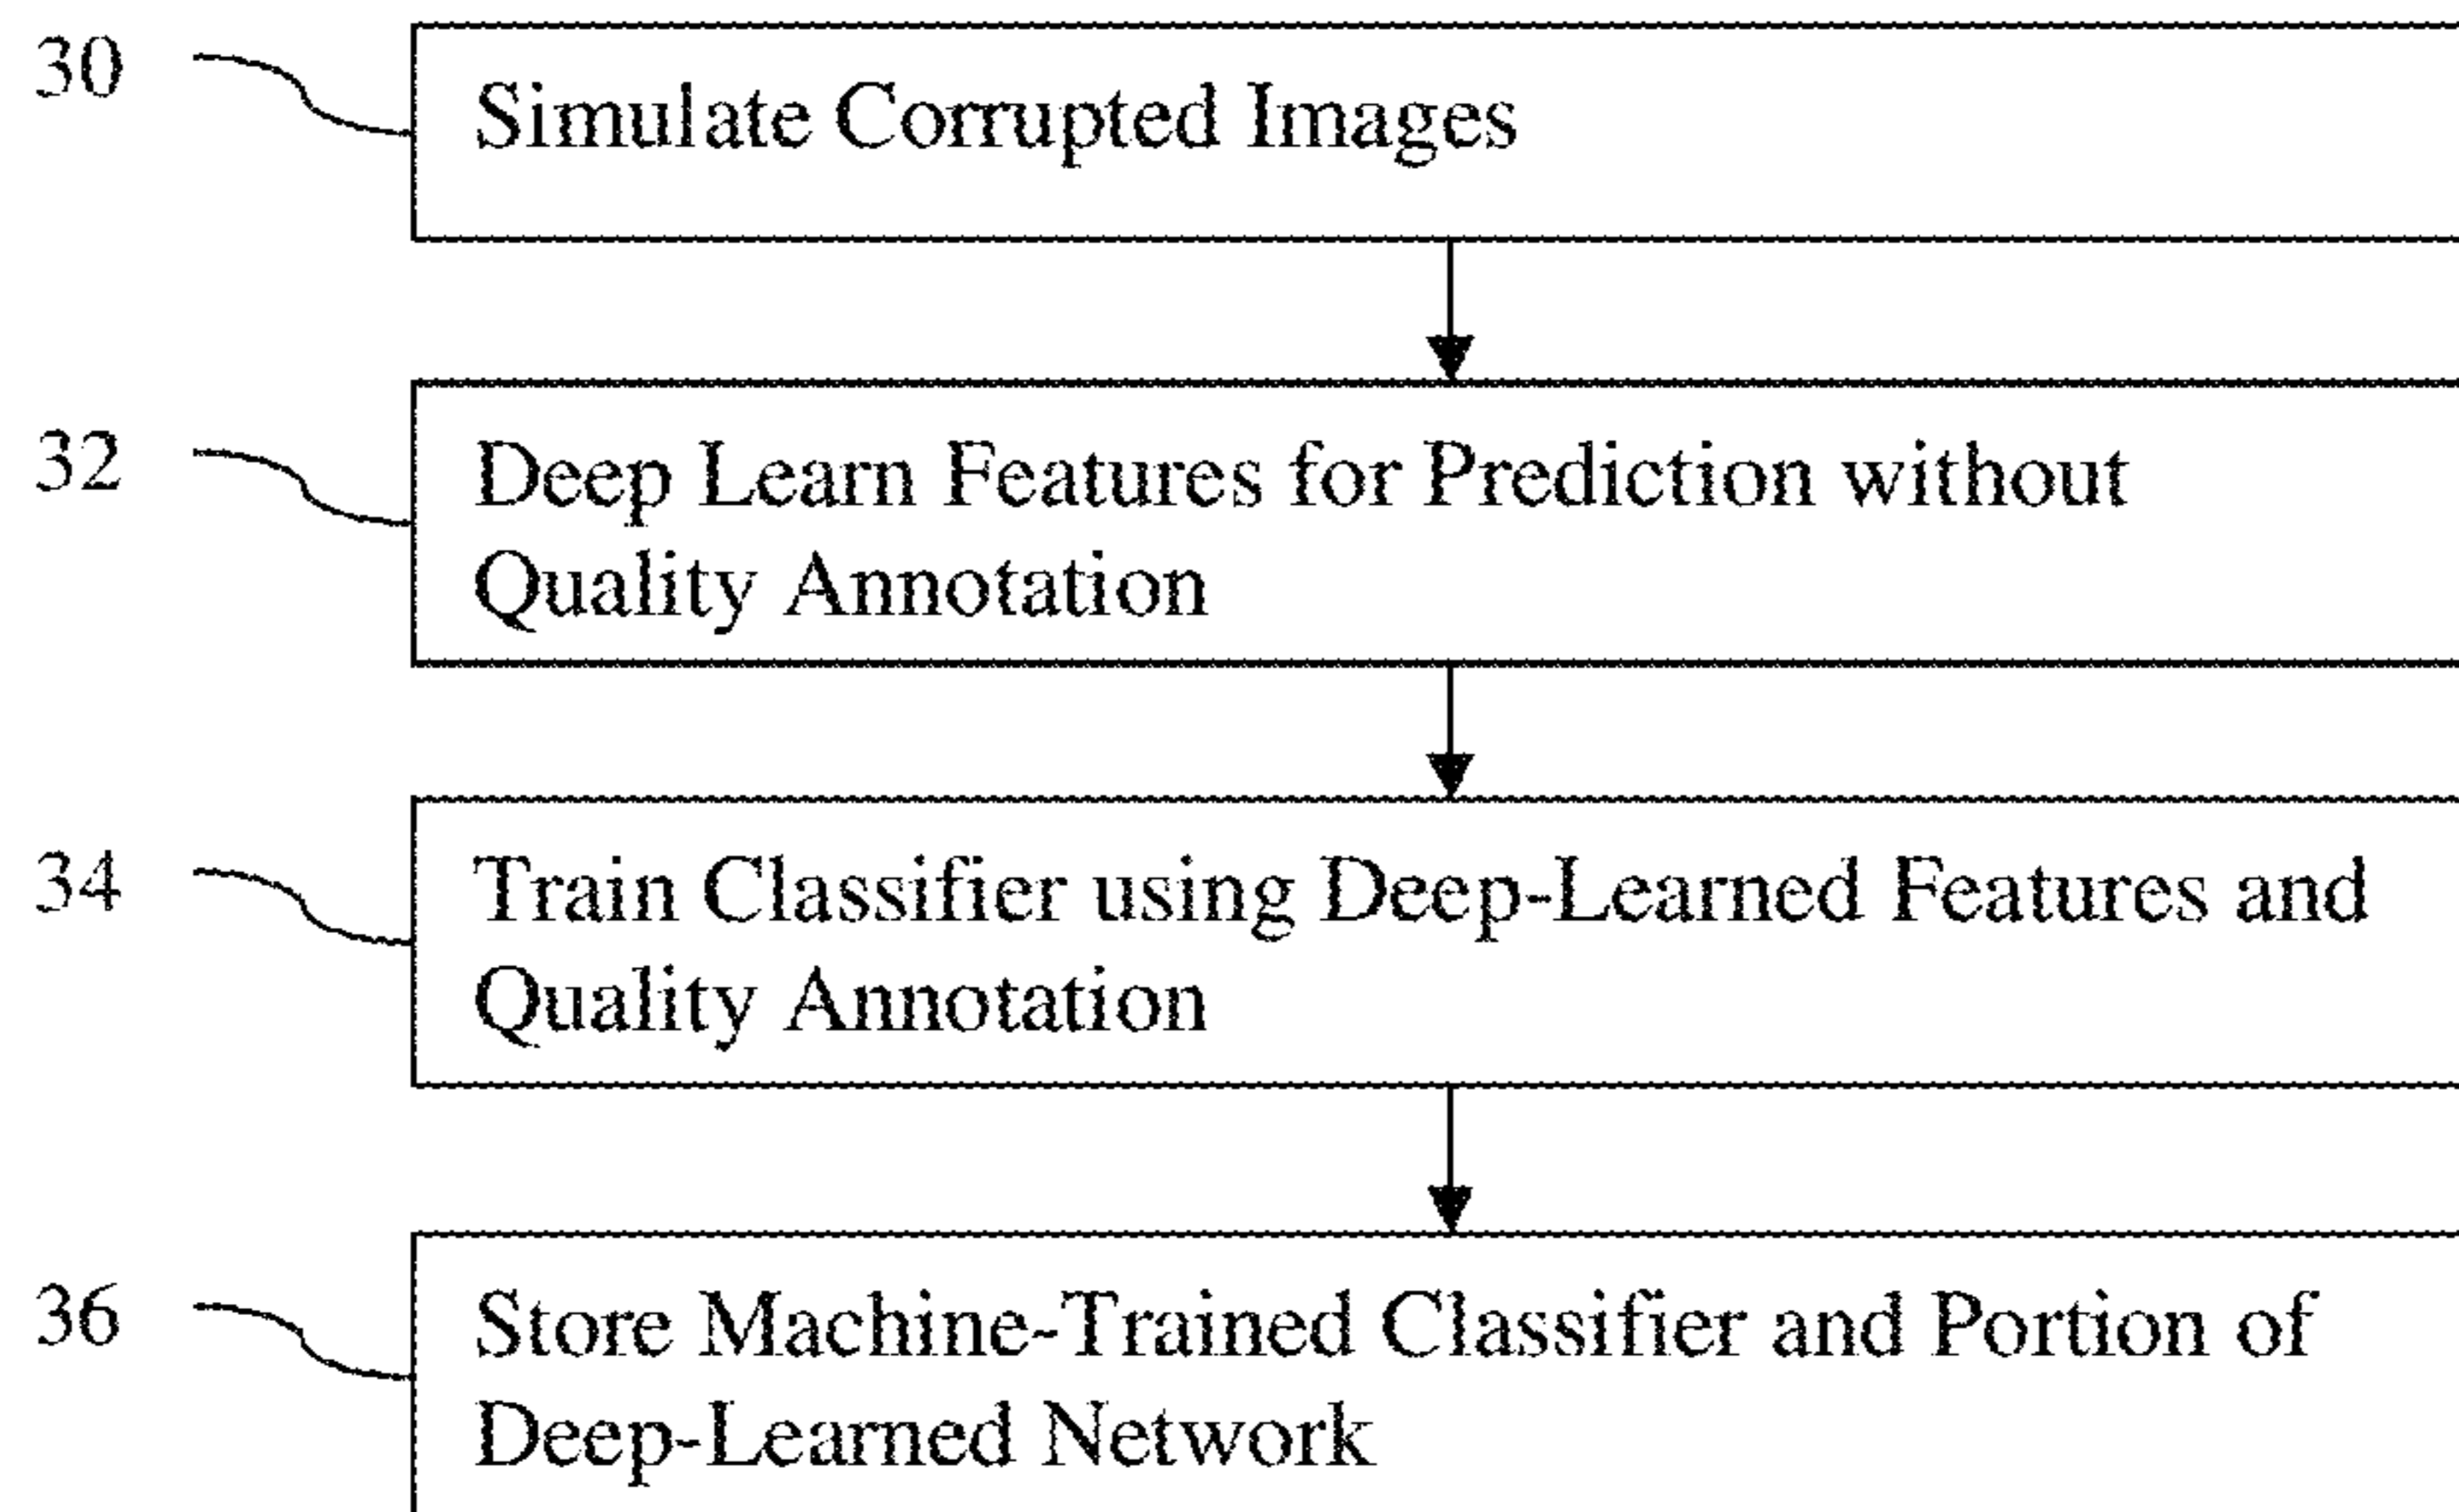 30
Simulate Corrupted Images
32
Deep Learn Features for Prediction without
Quality Annotation
34
Train Classifier using Deep-Learned Features and
Quality Annotation
36
Store Machine-Trained Classifier and Portion of
Deep-Learned Network